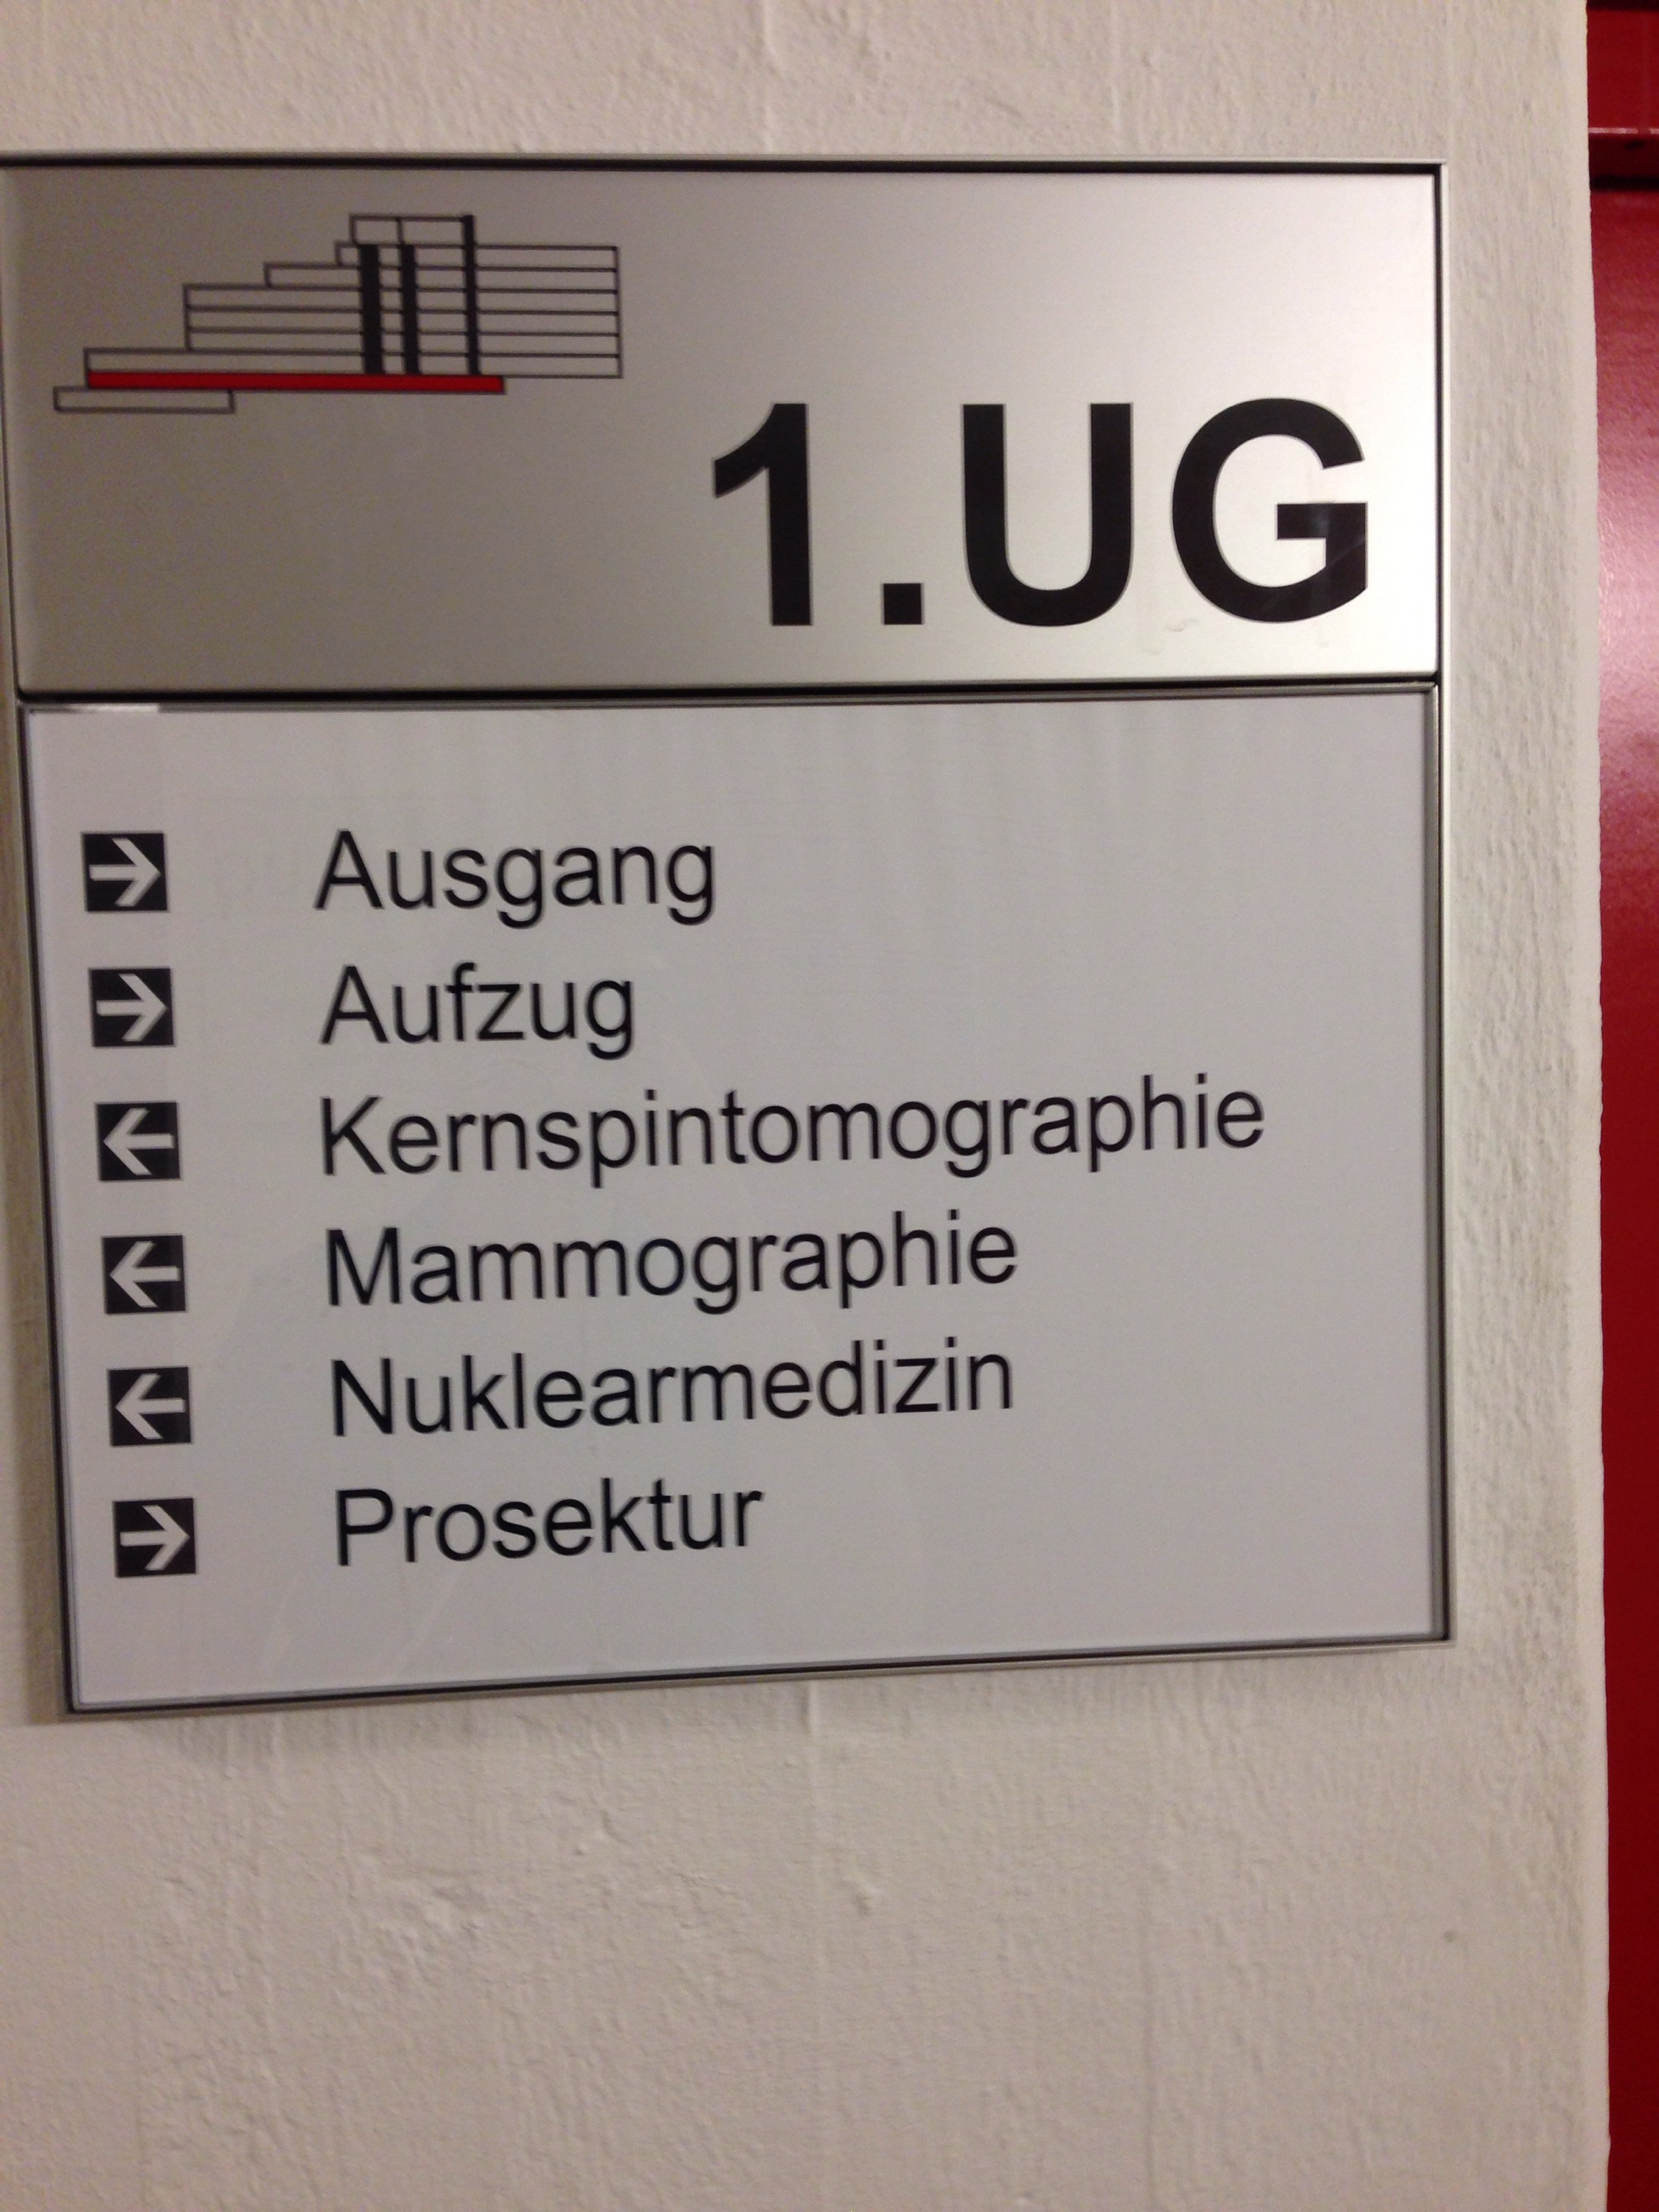 1.UG
Ausgang
Aufzug
Kernspintomographie
Mammographie
Nuklearmedizin
Prosektur